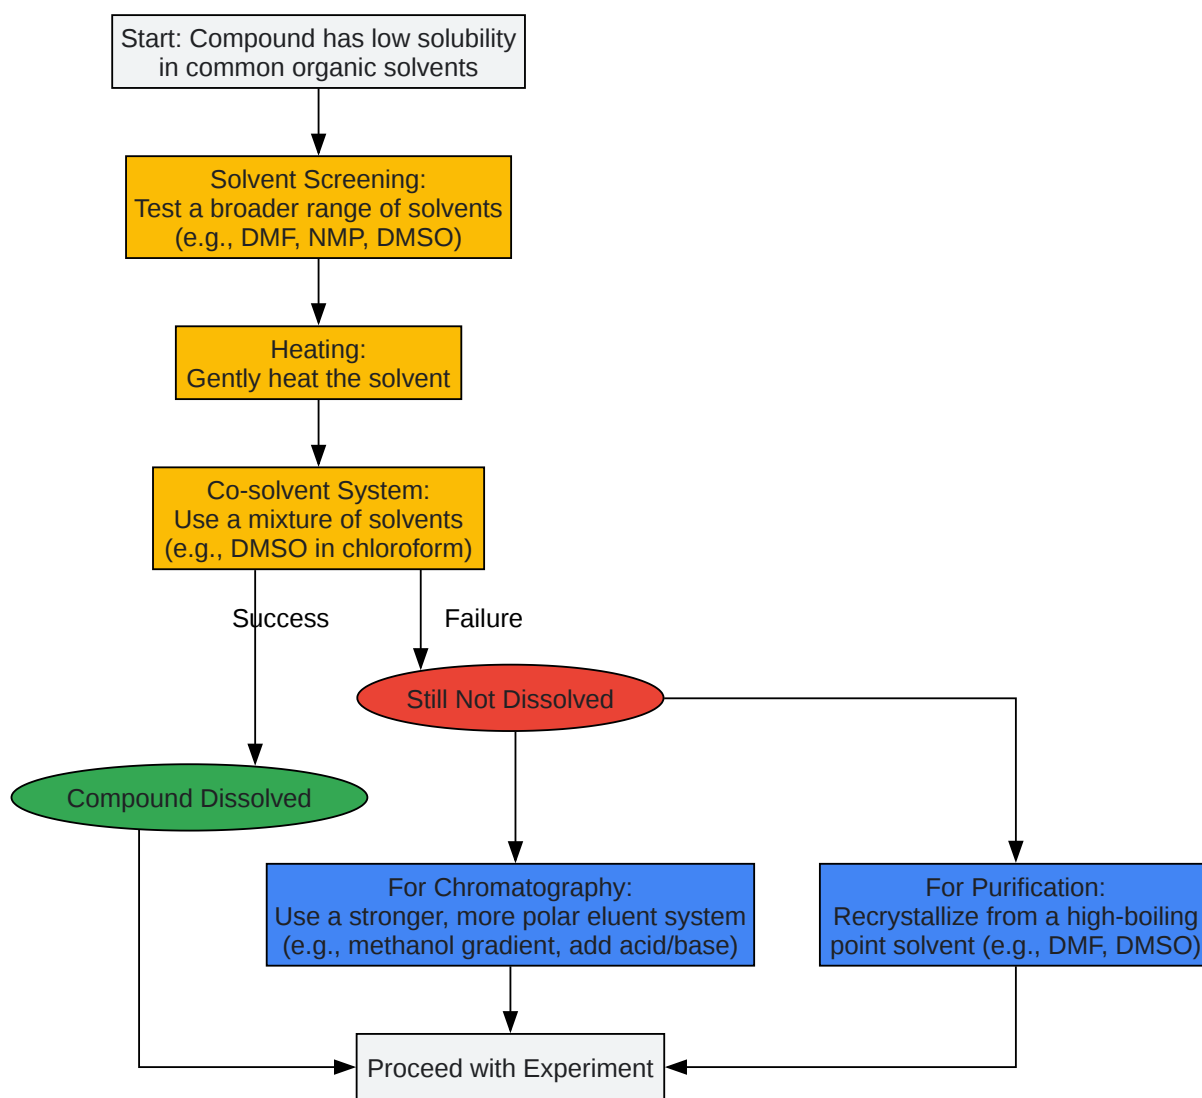 Start: Compound has low solubility
in common organic solvents
Solvent Screening:
Test a broader range of solvents
(e.g., DMF, NMP, DMSO)
Heating:
Gently heat the solvent
Co-solvent System:
Use a mixture of solvents
(e.g., DMSO in chloroform)
Success
Failure
Still Not Dissolved
Compound Dissolved
For Chromatography:
Use a stronger, more polar eluent system
(e.g., methanol gradient, add acid/base)
For Purification:
Recrystallize from a high-boiling
point solvent (e.g., DMF, DMSO)
Proceed with Experiment